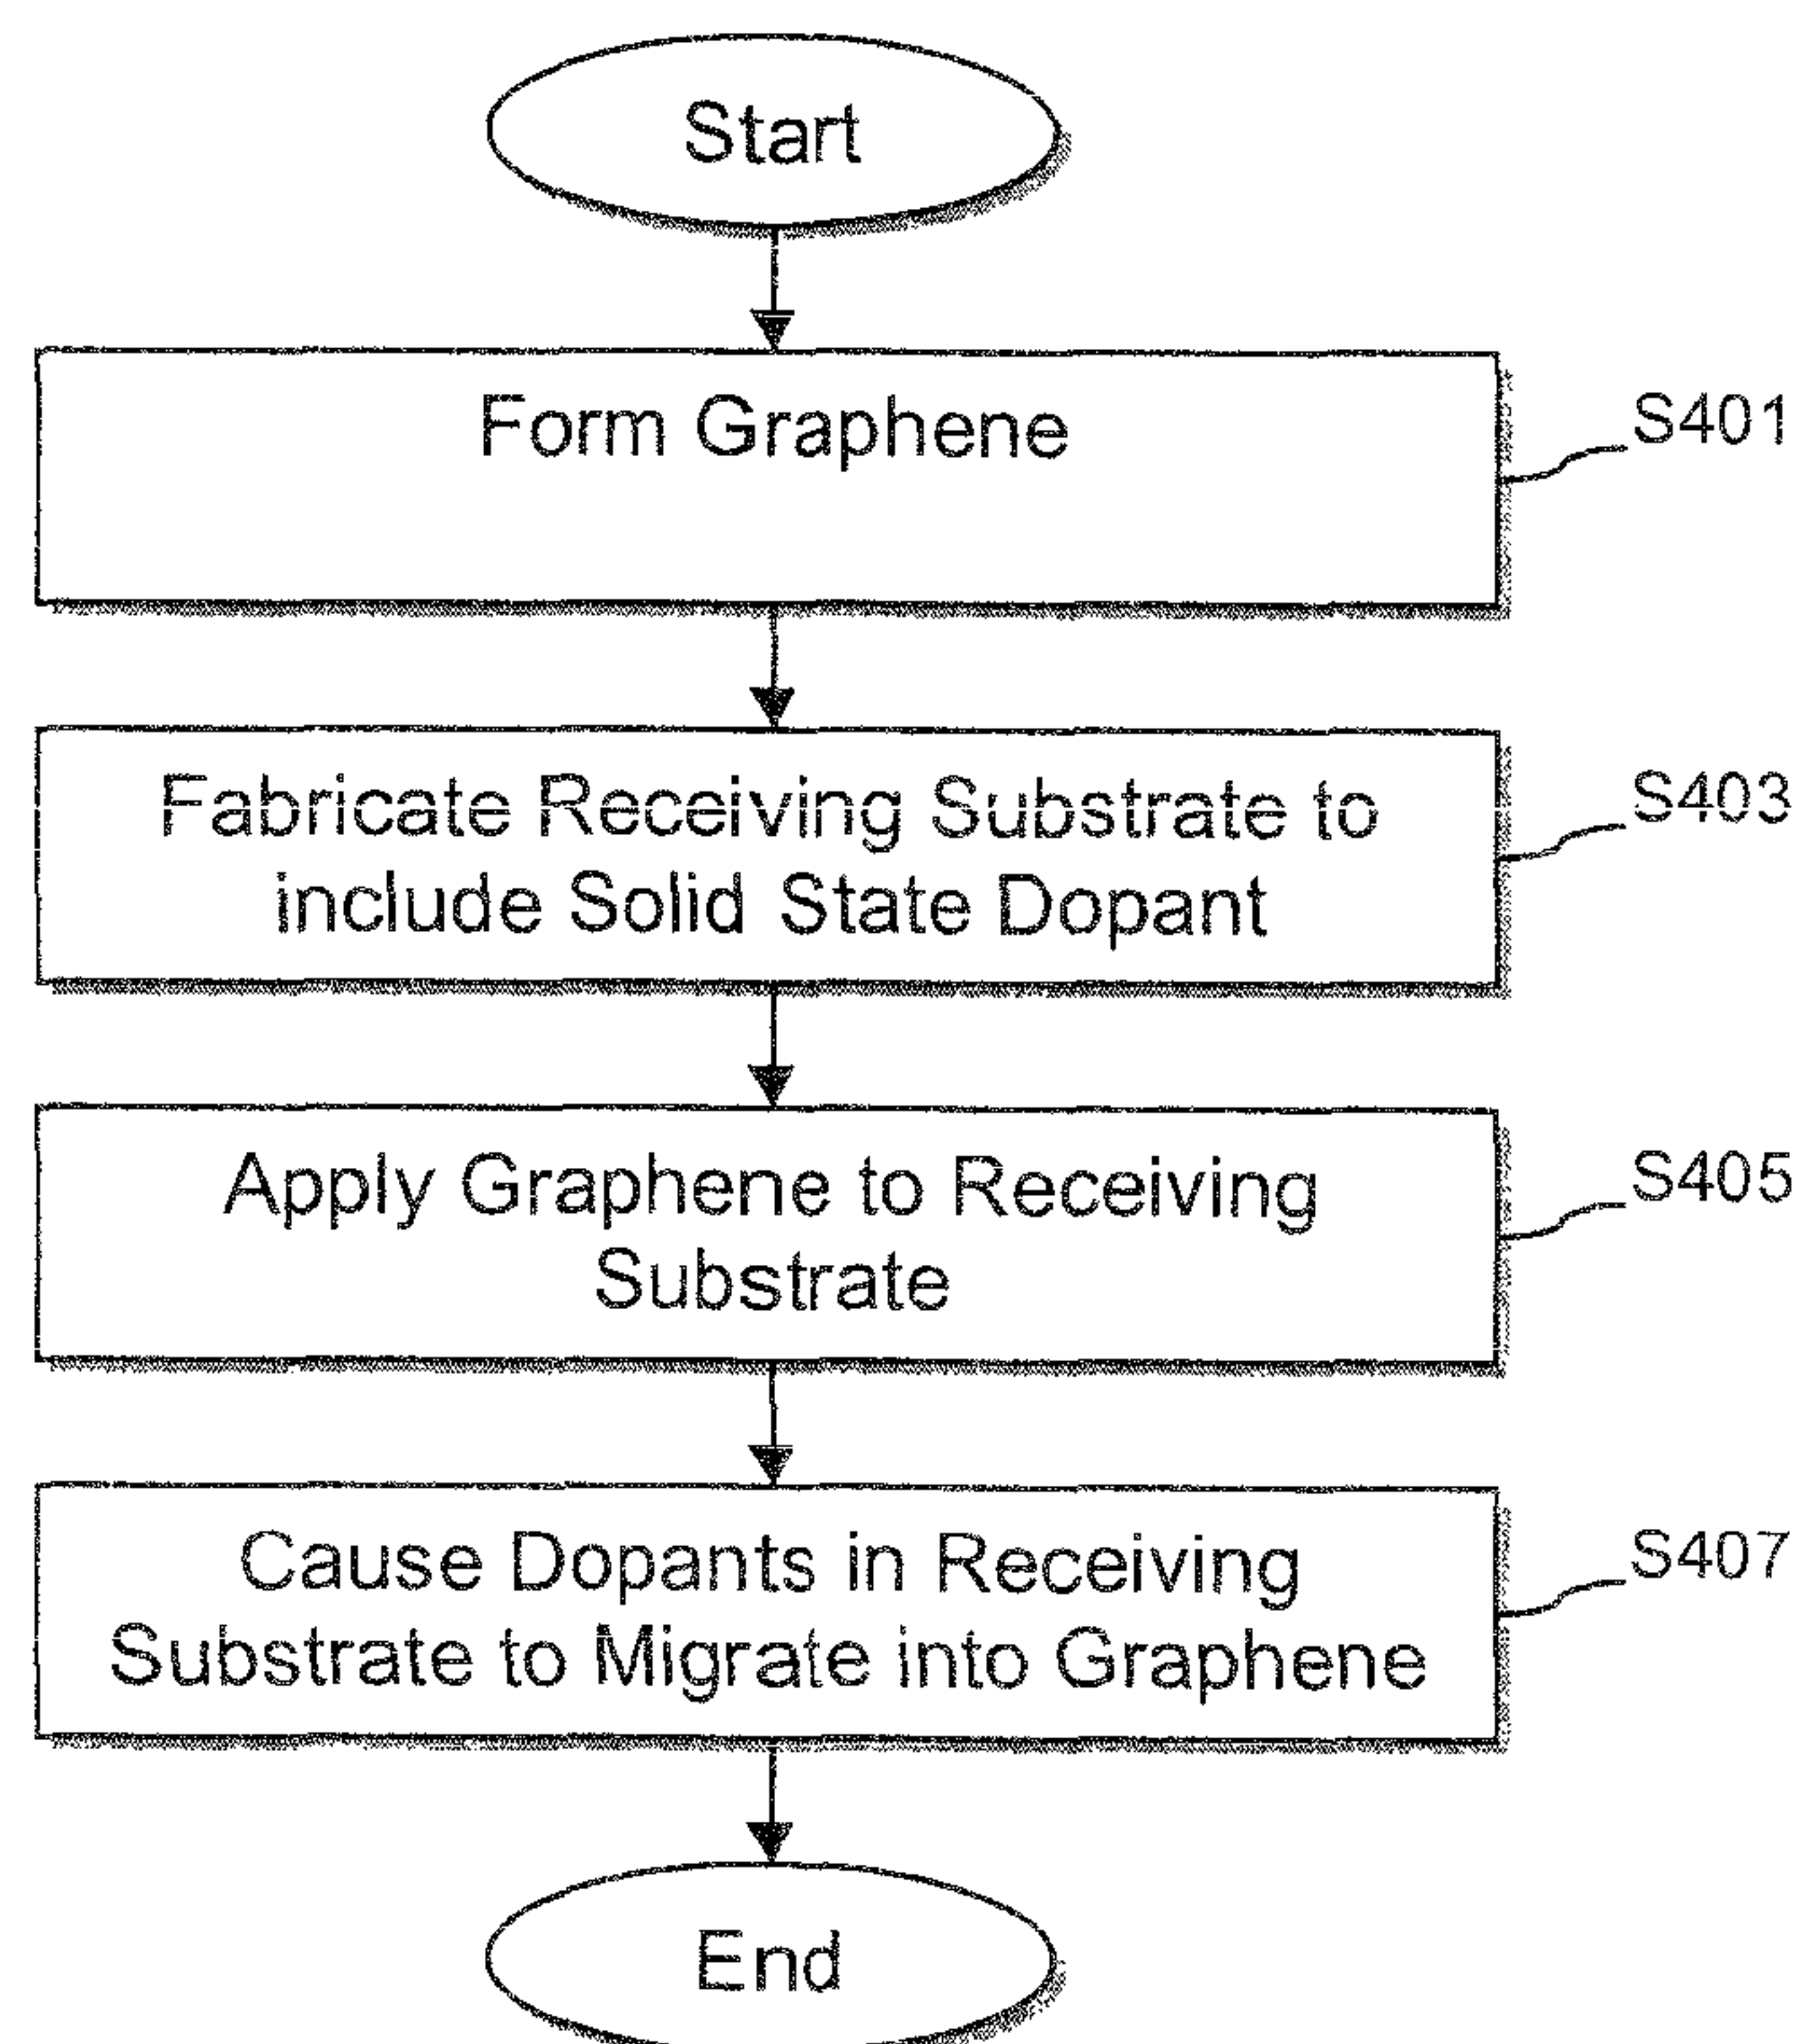 Start
Form Graphene
S401
Fabricate Receiving Substrate to
include Solid State Dopant
S403
Apply Graphene to Receiving
Substrate
S405
Cause Dopants in Receiving
Substrate to Migrate into Graphene
S407
End